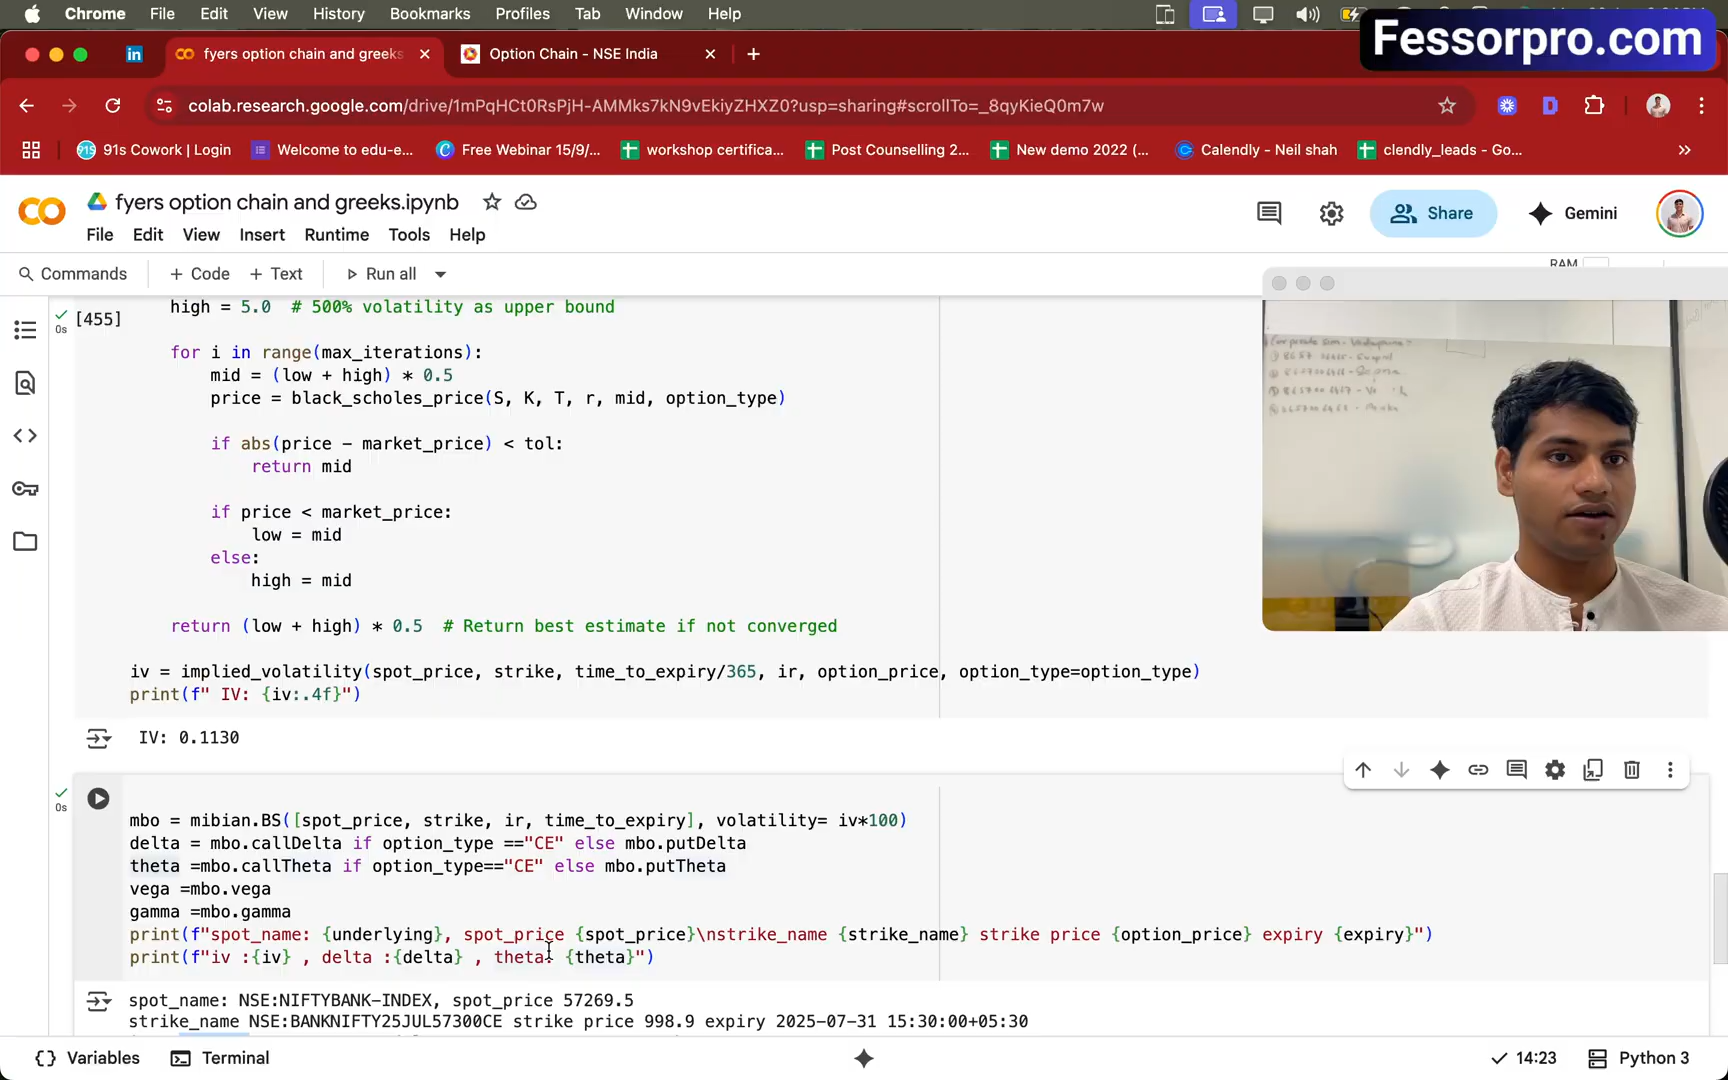 Chrome File Edit View History Bookmarks Profiles Tab Window Help
Fessorpro.com
fyers option chain and greeks
Option Chain - NSE India
colab.research.google.com/drive/1mPqHCt0RsPjH-AMMks7kN9vEkiyZHXZ0?usp=sharing#scrollTo=_8qyKieQ0m7w
91s Cowork | Login Welcome to edu-e... Free Webinar 15/9/... workshop certifica... Post Counselling 2... New demo 2022 (... Calendly - Neil shah clendly_leads - Go...
fyers option chain and greeks.ipynb
Share Gemini
File Edit View Insert Runtime Tools Help
Commands + Code + Text Run all
RAM
[455]
0s
high = 5.0  # 500% volatility as upper bound
for i in range(max_iterations):
mid = (low + high) * 0.5
price = black_scholes_price(S, K, T, r, mid, option_type)
if abs(price - market_price) < tol:
return mid
if price < market_price:
low = mid
else:
high = mid
return (low + high) * 0.5  # Return best estimate if not converged
iv = implied_volatility(spot_price, strike, time_to_expiry/365, ir, option_price, option_type=option_type)
print(f" IV: {iv:.4f}")
IV: 0.1130
0s
mbo = mibian.BS([spot_price, strike, ir, time_to_expiry], volatility= iv*100)
delta = mbo.callDelta if option_type =="CE" else mbo.putDelta
theta =mbo.callTheta if option_type=="CE" else mbo.putTheta
vega =mbo.vega
gamma =mbo.gamma
print(f"spot_name: {underlying}, spot_price {spot_price}\nstrike_name {strike_name} strike price {option_price} expiry {expiry}")
print(f"iv :{iv} , delta :{delta} , theta: {theta}")
spot_name: NSE:NIFTYBANK-INDEX, spot_price 57269.5
strike_name NSE:BANKNIFTY25JUL57300CE strike price 998.9 expiry 2025-07-31 15:30:00+05:30
Variables Terminal 14:23 Python 3